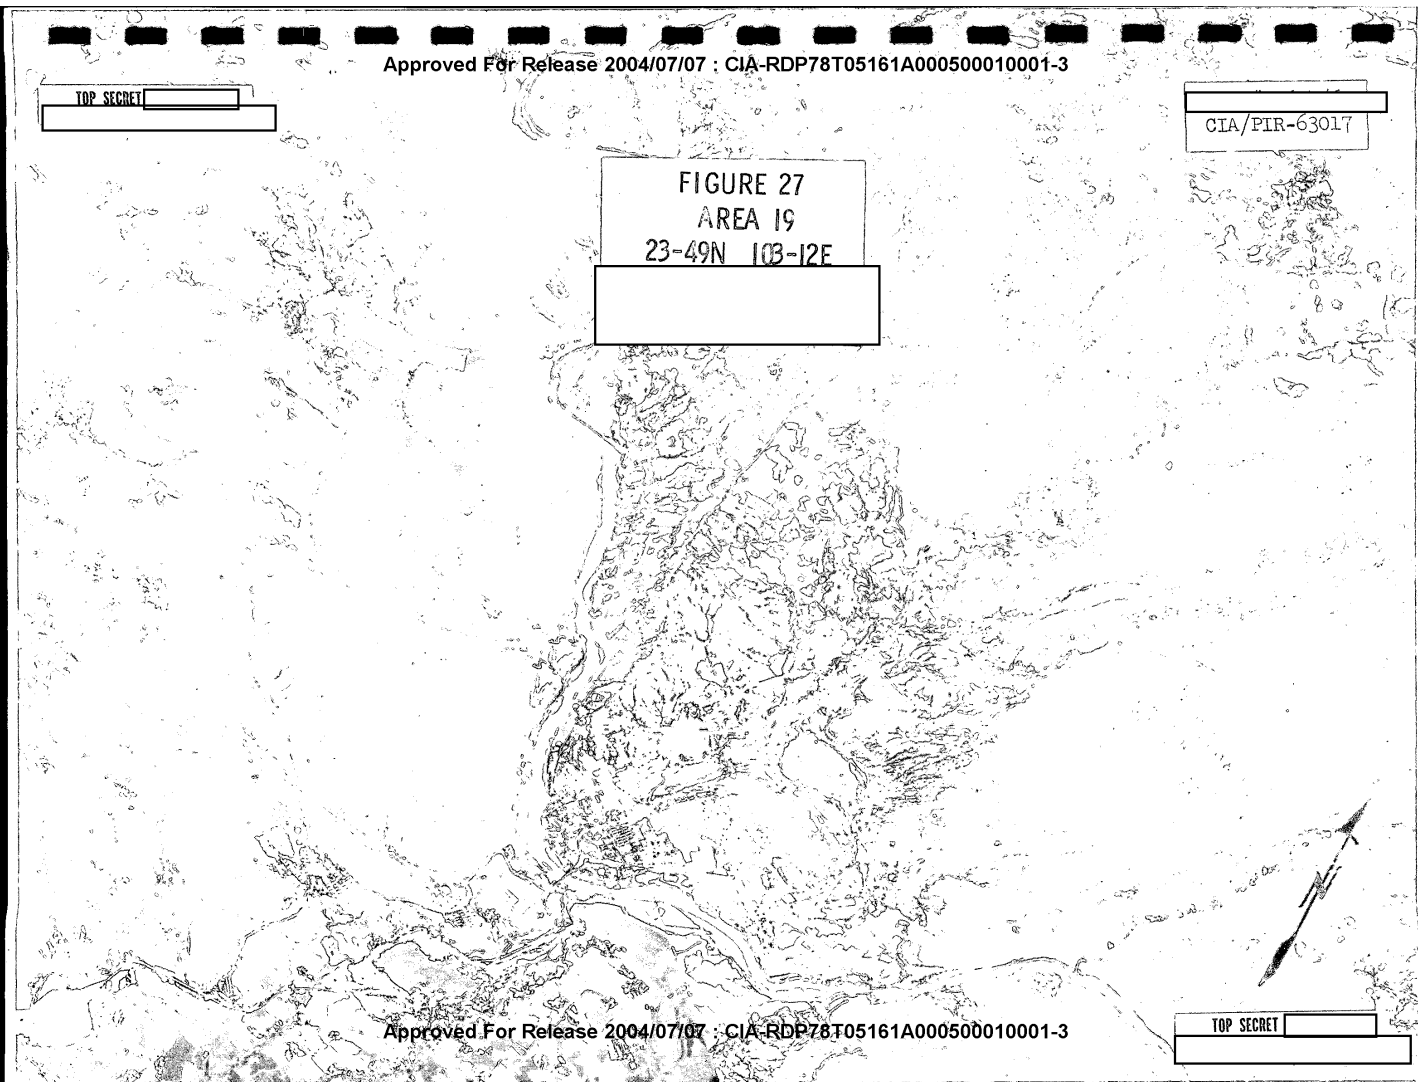 Approved For Release 2004/07/07 : CIA-RDP78T05161A000500010001-3
TOP SECRET
CIA/PIR-63017
FIGURE 27
AREA 19
23-49N 103-12E
N
TOP SECRET
Approved For Release 2004/07/07 : CIA-RDP78T05161A000500010001-3